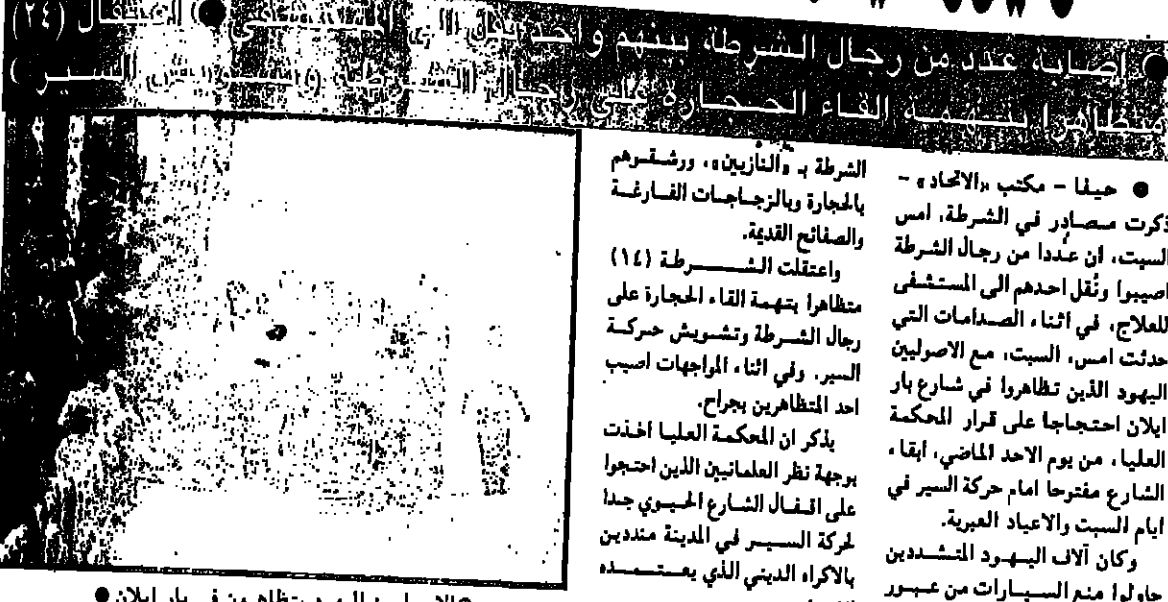 ● اصابة عدد من رجال الشرطة بينهم واحد نقل الى المستشفى ● اعتقال (٢٤)
متظاهرا بتهمة القاء الحجارة على رجال الشرطة السير
● حيفا - مكتب «الاتحاد» -
ذكرت مصادر في الشرطة، امس
السبت، ان عددا من رجال الشرطة
اصيبوا ونُقل احدهم الى المستشفى
للعلاج، في اثناء الصدامات التي
حدثت امس، السبت، مع الاصوليين
اليهود الذين تظاهروا في شارع بار
ايلان احتجاجا على قرار المحكمة
العليا، من يوم الاحد الماضي، ابقاء
الشارع مفتوحا امام حركة السير في
ايام السبت والاعياد العبرية.
وكان آلاف اليهود المتشددين
حاولوا منع السيارات من عبور
الشرطة بـ «النازيين»، ورشقوهم
بالحجارة وبالزجاجات الفارغة
والصفائح القديمة.
واعتقلت الشرطة (١٤)
متظاهرا بتهمة القاء الحجارة على
رجال الشرطة وتشويش حركة
السير. وفي اثناء المواجهات اصيب
احد المتظاهرين بجراح.
يذكر ان المحكمة العليا اخذت
بوجهة نظر العلمانيين الذين احتجوا
على اقفال الشارع الحيوي جدا
لحركة السير في المدينة منددين
بالاكراه الديني الذي يعتمده
● اليهود يتظاهرون في بار ايلان ●